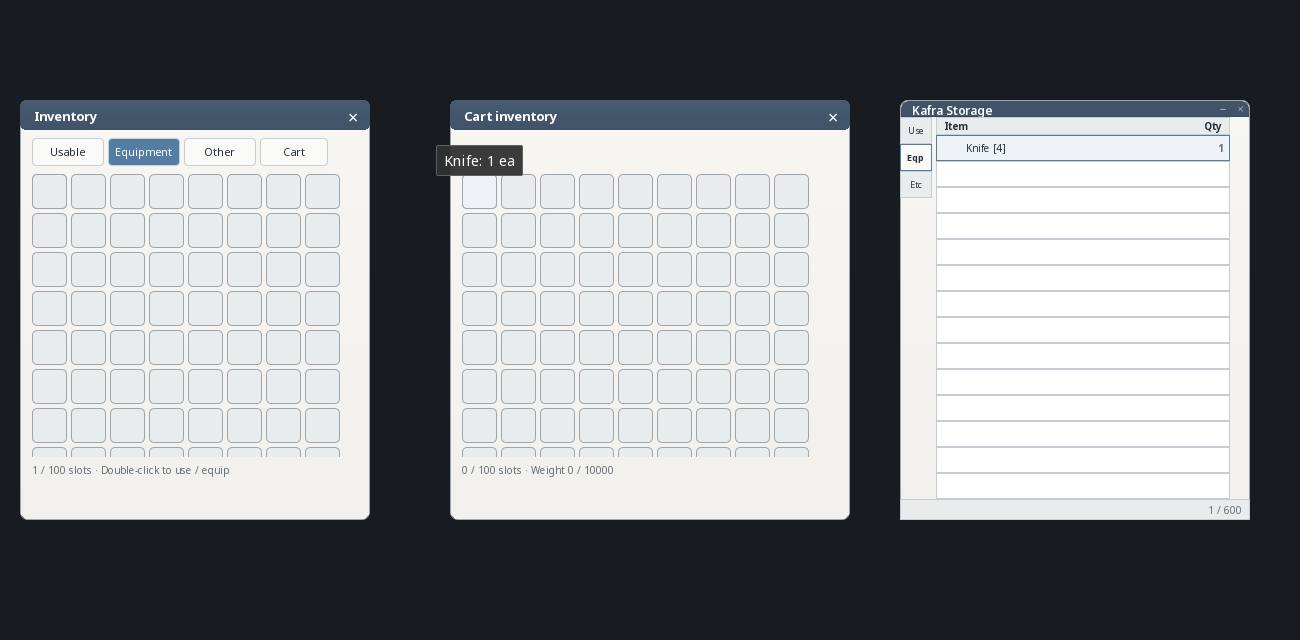 Inventory
×
Usable
Equipment
Other
Cart
1 / 100 slots · Double-click to use / equip
Cart inventory
×
Knife: 1 ea
0 / 100 slots · Weight 0 / 10000
Kafra Storage
– ×
Use
Eqp
Etc
Item Qty
Knife [4] 1
1 / 600